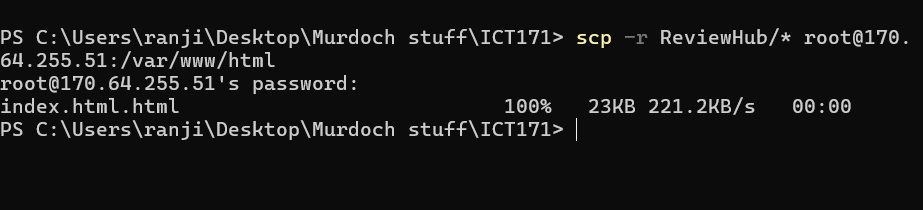 PS C:\Users\ranji\Desktop\Murdoch stuff\ICT171> scp -r ReviewHub/* root@170.
64.255.51:/var/www/html
root@170.64.255.51's password:
index.html.html 100% 23KB 221.2KB/s 00:00
PS C:\Users\ranji\Desktop\Murdoch stuff\ICT171>